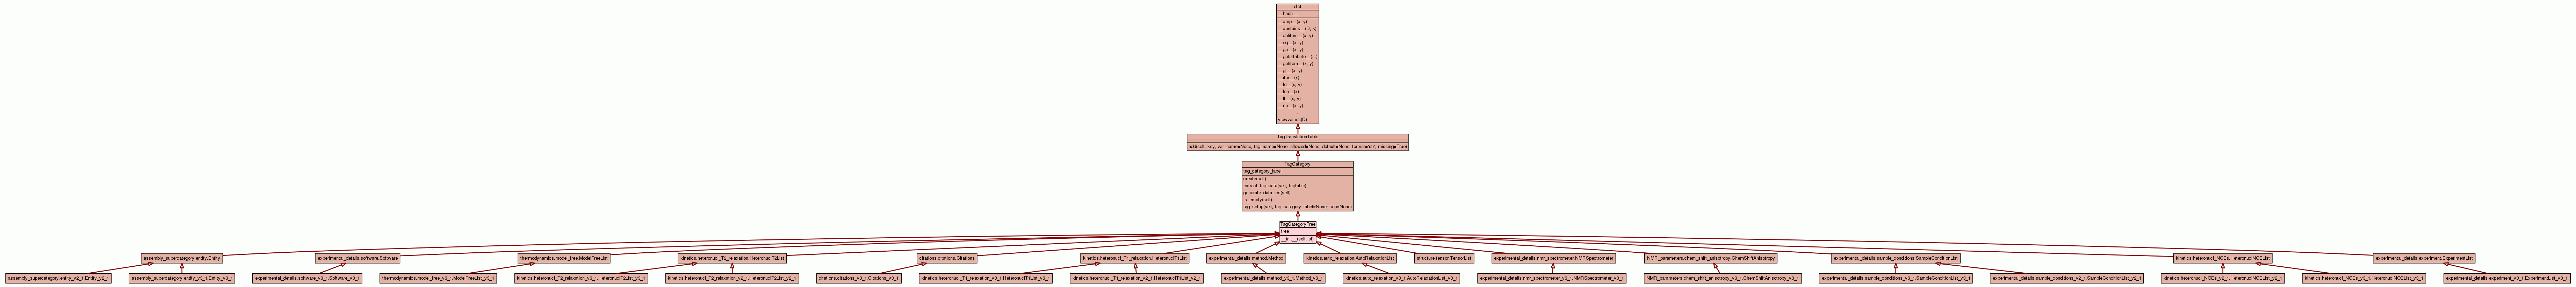 dict
__hash__
__cmp__(x, y)
__contains__(D, k)
__delitem__(x, y)
__eq__(x, y)
__ge__(x, y)
__getattribute__(...)
__getitem__(x, y)
__gt__(x, y)
__iter__(x)
__le__(x, y)
__len__(x)
__lt__(x, y)
__ne__(x, y)
...
viewvalues(D)
TagTranslationTable
add(self, key, var_name=None, tag_name=None, allowed=None, default=None, format='str', missing=True)
TagCategory
tag_category_label
create(self)
extract_tag_data(self, tagtable)
generate_data_ids(self)
is_empty(self)
tag_setup(self, tag_category_label=None, sep=None)
TagCategoryFree
free
__init__(self, sf)
assembly_supercategory.entity.Entity
experimental_details.software.Software
thermodynamics.model_free.ModelFreeList
kinetics.heteronucl_T2_relaxation.HeteronuclT2List
citations.citations.Citations
kinetics.heteronucl_T1_relaxation.HeteronuclT1List
experimental_details.method.Method
kinetics.auto_relaxation.AutoRelaxationList
structure.tensor.TensorList
experimental_details.nmr_spectrometer.NMRSpectrometer
NMR_parameters.chem_shift_anisotropy.ChemShiftAnisotropy
experimental_details.sample_conditions.SampleConditionList
kinetics.heteronucl_NOEs.HeteronuclNOEList
experimental_details.experiment.ExperimentList
assembly_supercategory.entity_v2_1.Entity_v2_1
assembly_supercategory.entity_v3_1.Entity_v3_1
experimental_details.software_v3_1.Software_v3_1
thermodynamics.model_free_v3_1.ModelFreeList_v3_1
kinetics.heteronucl_T2_relaxation_v3_1.HeteronuclT2List_v3_1
kinetics.heteronucl_T2_relaxation_v2_1.HeteronuclT2List_v2_1
citations.citations_v3_1.Citations_v3_1
kinetics.heteronucl_T1_relaxation_v3_1.HeteronuclT1List_v3_1
kinetics.heteronucl_T1_relaxation_v2_1.HeteronuclT1List_v2_1
experimental_details.method_v3_1.Method_v3_1
kinetics.auto_relaxation_v3_1.AutoRelaxationList_v3_1
experimental_details.nmr_spectrometer_v3_1.NMRSpectrometer_v3_1
NMR_parameters.chem_shift_anisotropy_v3_1.ChemShiftAnisotropy_v3_1
experimental_details.sample_conditions_v3_1.SampleConditionList_v3_1
experimental_details.sample_conditions_v2_1.SampleConditionList_v2_1
kinetics.heteronucl_NOEs_v2_1.HeteronuclNOEList_v2_1
kinetics.heteronucl_NOEs_v3_1.HeteronuclNOEList_v3_1
experimental_details.experiment_v3_1.ExperimentList_v3_1